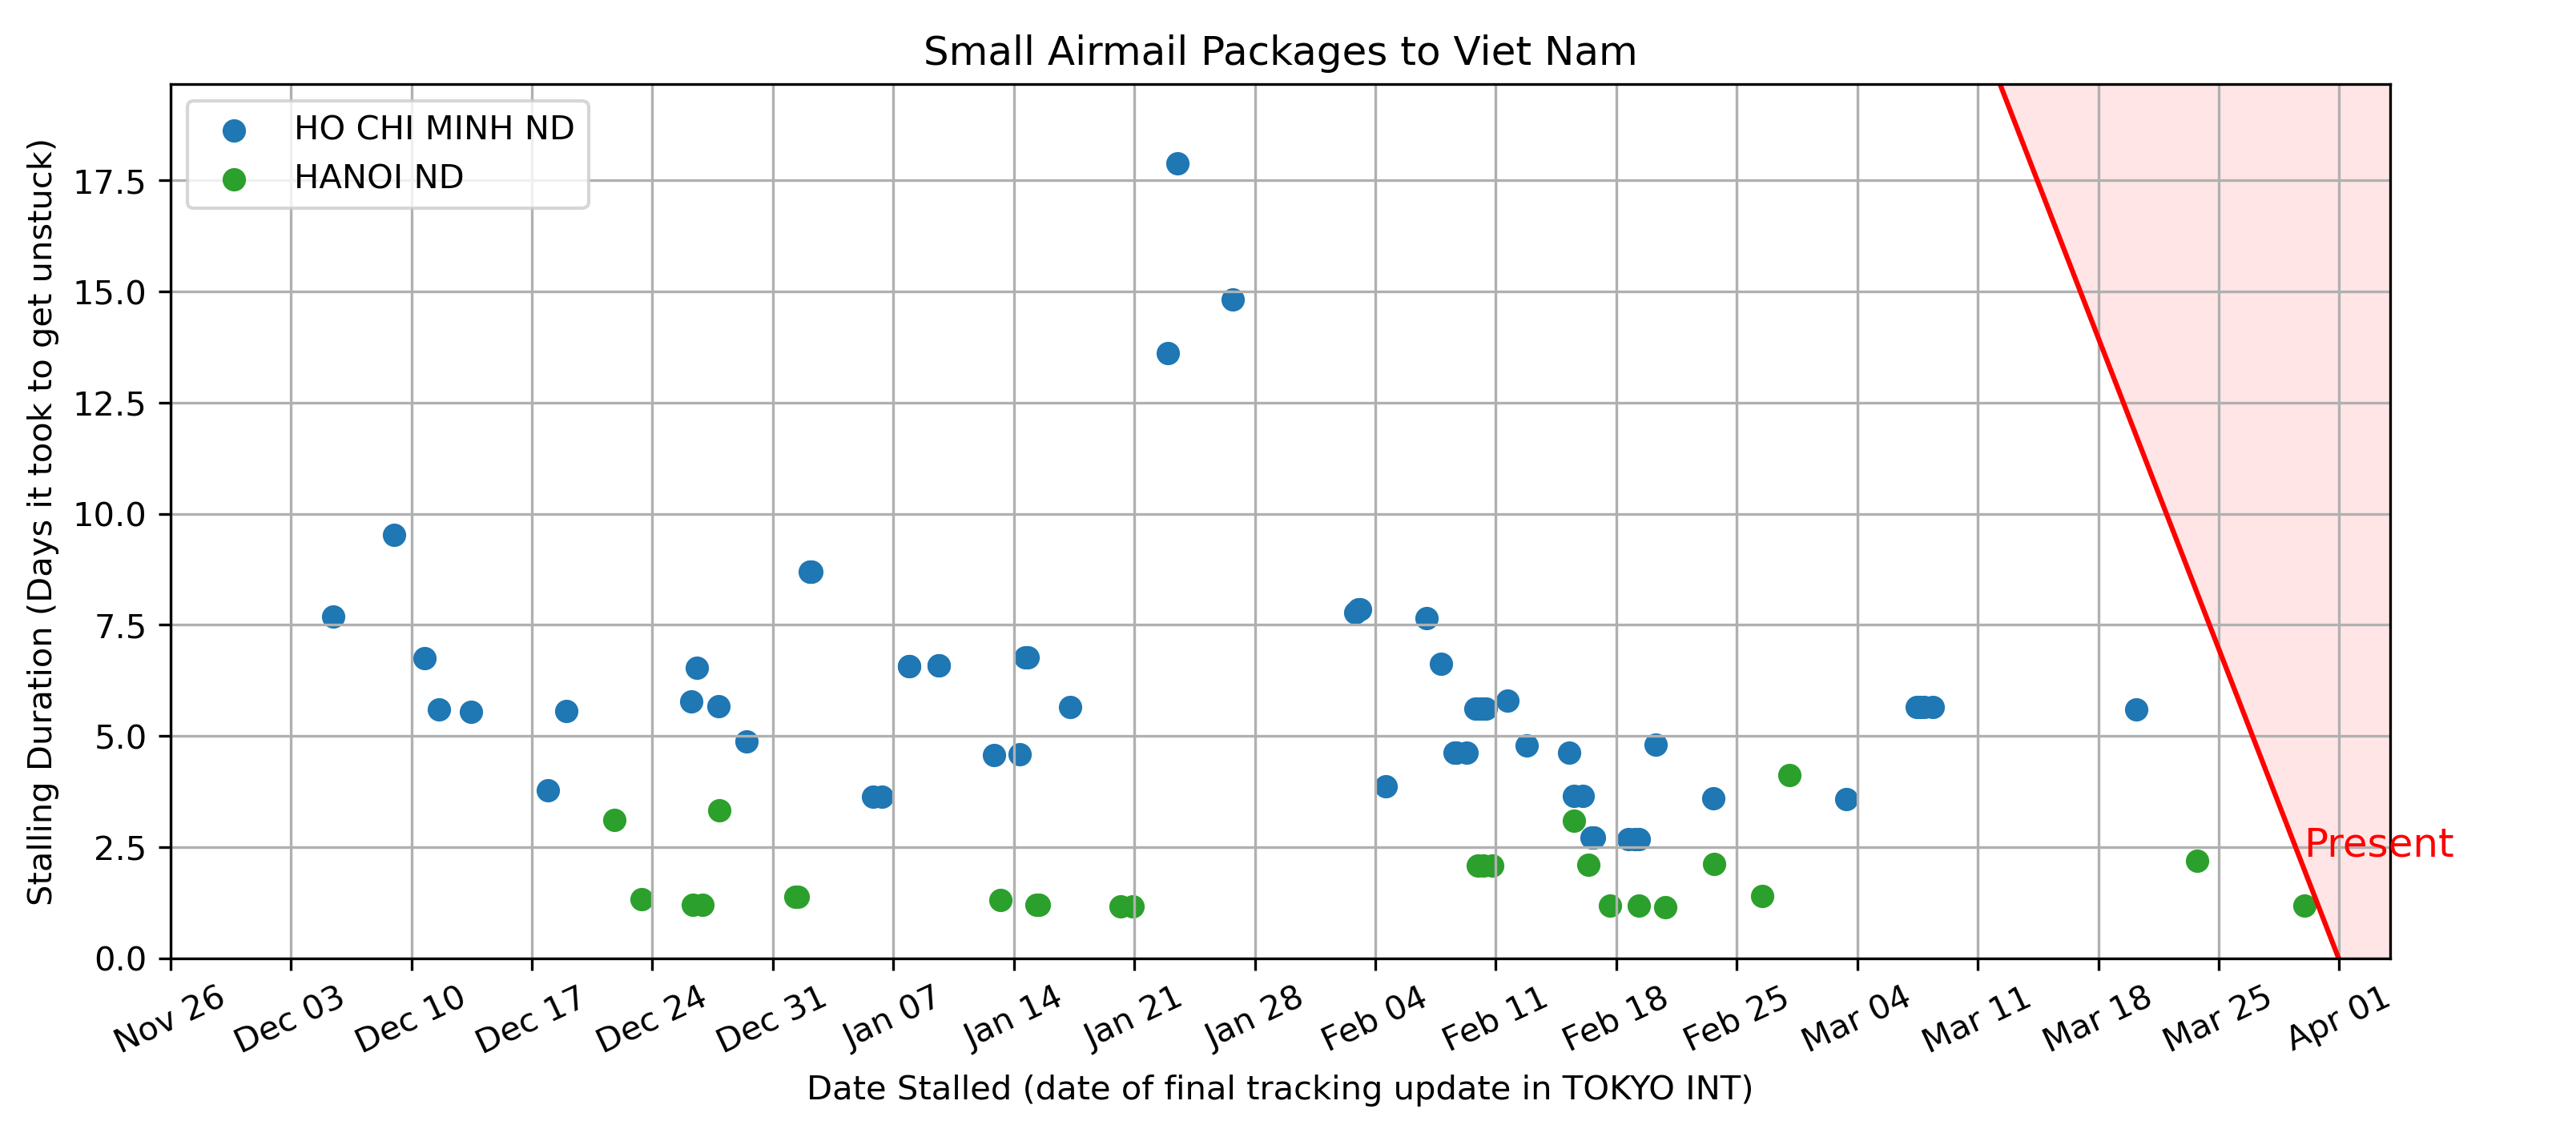 Small Airmail Packages to Viet Nam
HO CHI MINH ND
HANOI ND
Stalling Duration (Days it took to get unstuck)
17.5
15.0
12.5
10.0
7.5
5.0
2.5
0.0
Present
Nov 26
Dec 03
Dec 10
Dec 17
Dec 24
Dec 31
Jan 07
Jan 14
Jan 21
Jan 28
Feb 04
Feb 11
Feb 18
Feb 25
Mar 04
Mar 11
Mar 18
Mar 25
Apr 01
Date Stalled (date of final tracking update in TOKYO INT)